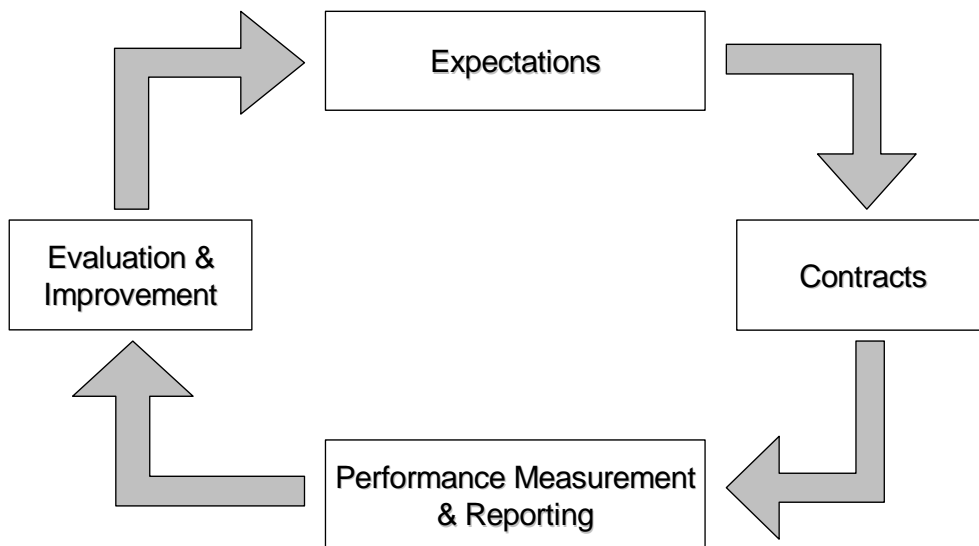 Expectations
Evaluation &
Improvement
Contracts
Performance Measurement
& Reporting